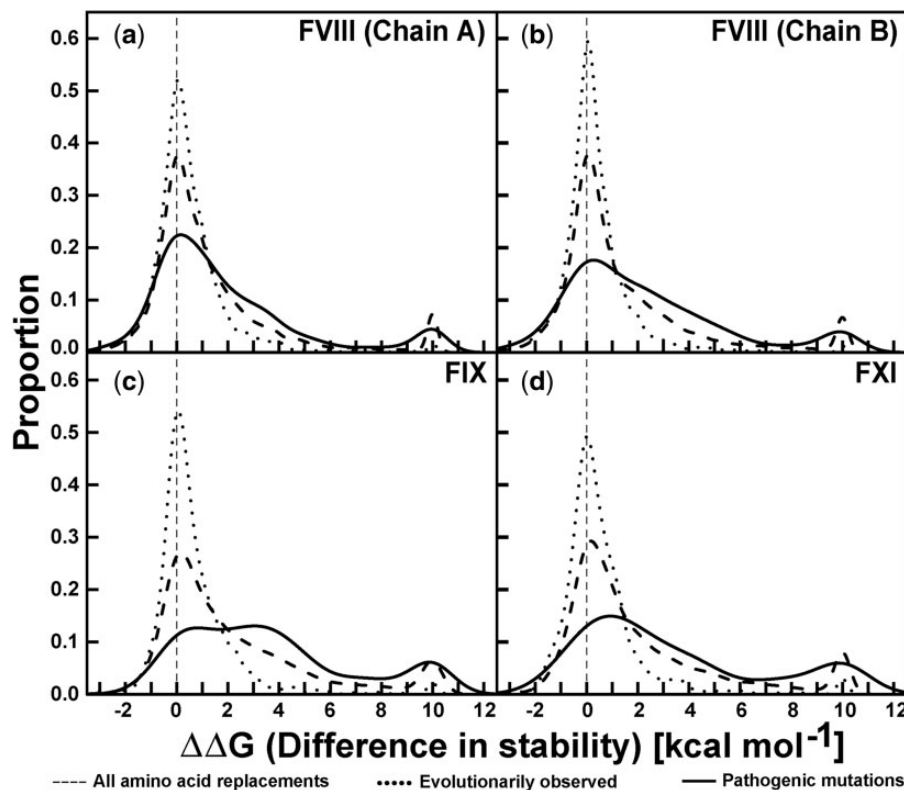 (a) FVIII (Chain A)
(b) FVIII (Chain B)
0.6
0.5
0.4
0.3
0.2
0.1
0.0
(c) FIX
(d) FXI
0.6
0.5
0.4
0.3
0.2
0.1
0.0
Proportion
-2 0 2 4 6 8 10 12
-2 0 2 4 6 8 10 12
ΔΔG (Difference in stability) [kcal mol⁻¹]
All amino acid replacements Evolutionarily observed Pathogenic mutations